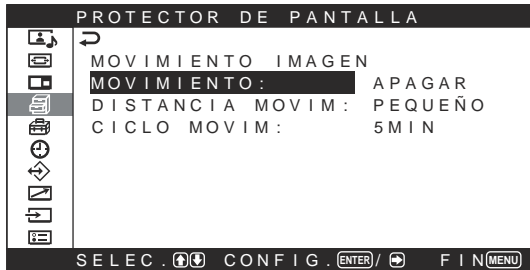 PROTECTOR DE PANTALLA
MOVIMIENTO IMAGEN
MOVIMIENTO: APAGAR
DISTANCIA MOVIM: PEQUEÑO
CICLO MOVIM: 5MIN
SELEC. CONFIG. ENTER / FIN MENU